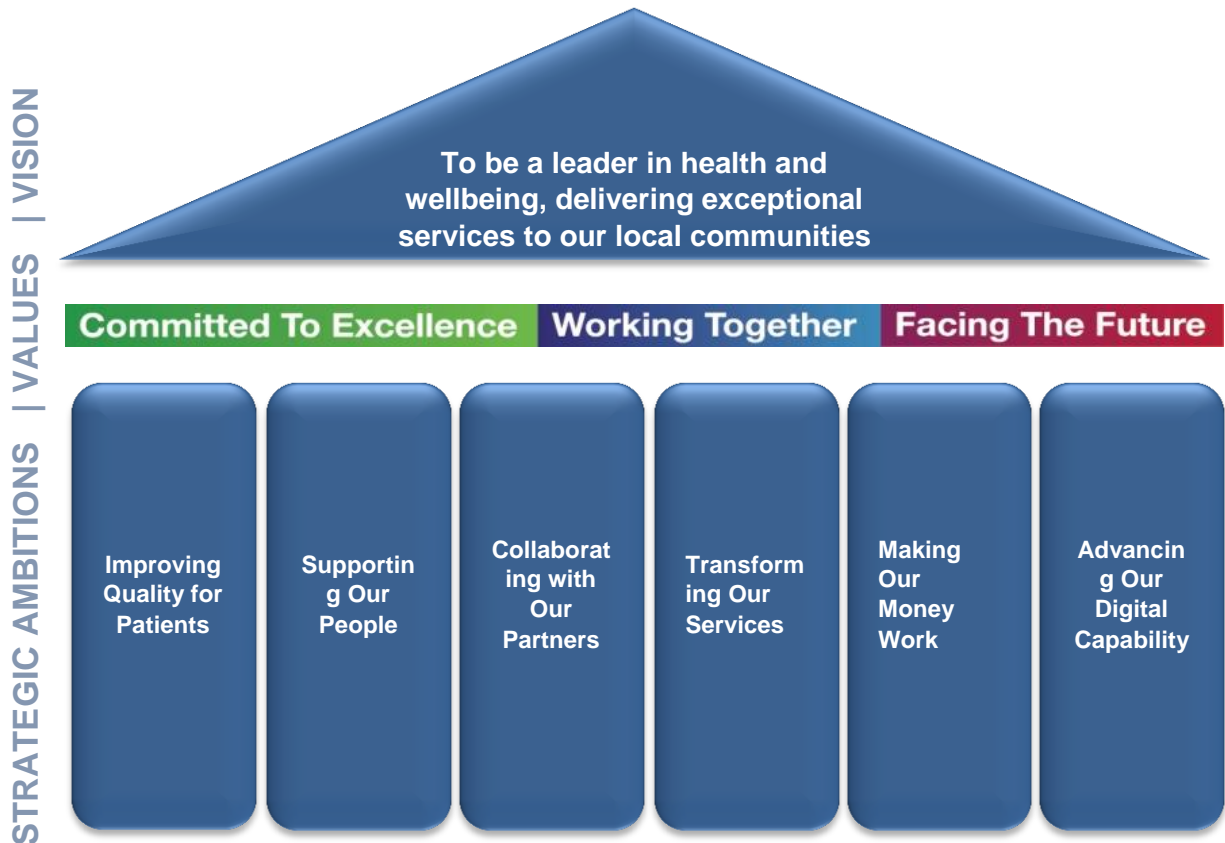 STRATEGIC AMBITIONS | VALUES | VISION
To be a leader in health and
wellbeing, delivering exceptional
services to our local communities
Committed To Excellence Working Together Facing The Future
Improving
Quality for
Patients
Supportin
g Our
People
Collaborat
ing with
Our
Partners
Transform
ing Our
Services
Making
Our
Money
Work
Advancin
g Our
Digital
Capability